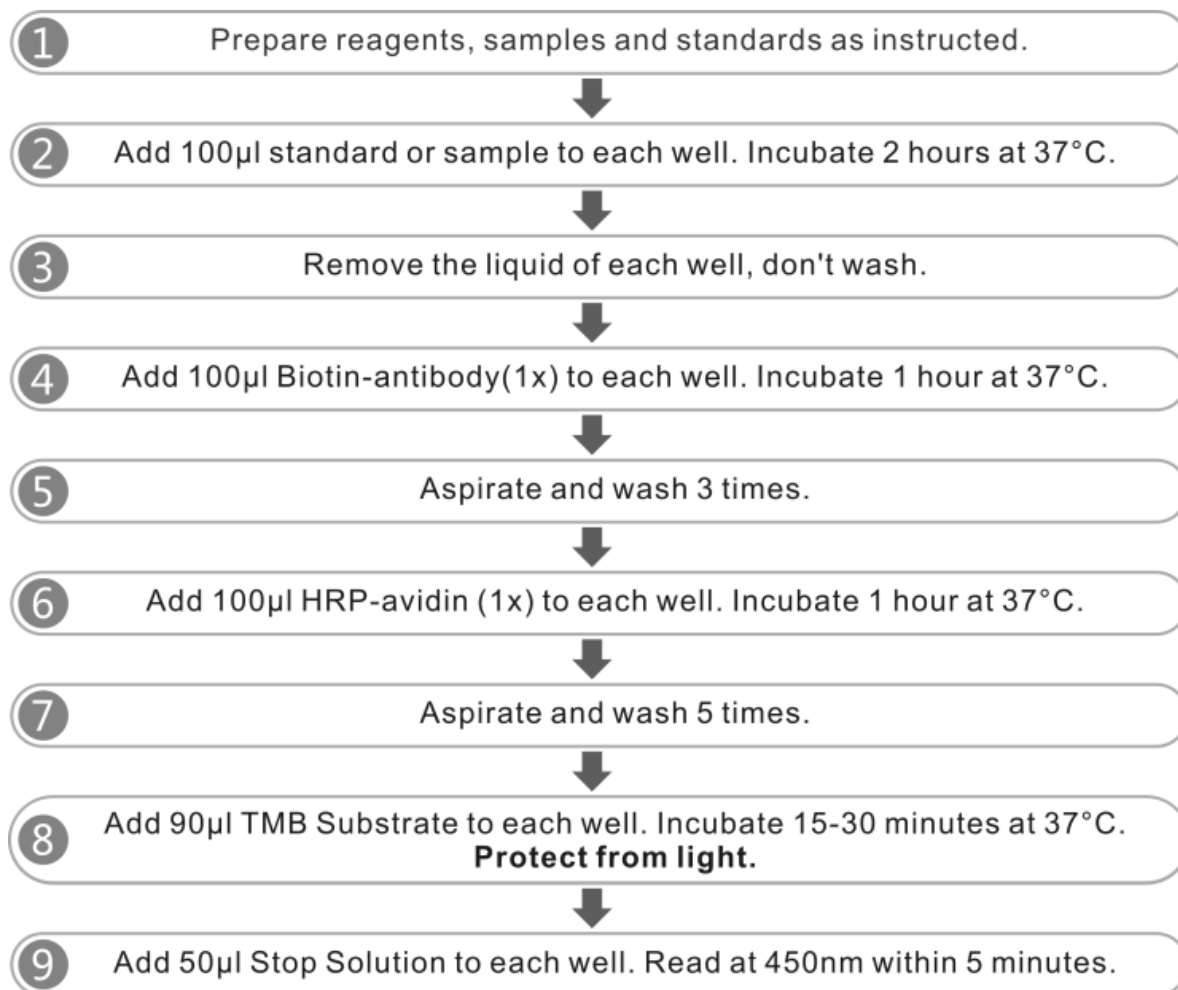 1 Prepare reagents, samples and standards as instructed.
2 Add 100µl standard or sample to each well. Incubate 2 hours at 37°C.
3 Remove the liquid of each well, don't wash.
4 Add 100µl Biotin-antibody(1x) to each well. Incubate 1 hour at 37°C.
5 Aspirate and wash 3 times.
6 Add 100µl HRP-avidin (1x) to each well. Incubate 1 hour at 37°C.
7 Aspirate and wash 5 times.
8 Add 90µl TMB Substrate to each well. Incubate 15-30 minutes at 37°C.
Protect from light.
9 Add 50µl Stop Solution to each well. Read at 450nm within 5 minutes.